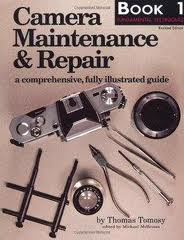 BOOK 1
FUNDAMENTAL TECHNIQUES
Revised Edition
Camera
Maintenance
& Repair
a comprehensive, fully illustrated guide
by Thomas Tomosy
edited by Michael McBroom